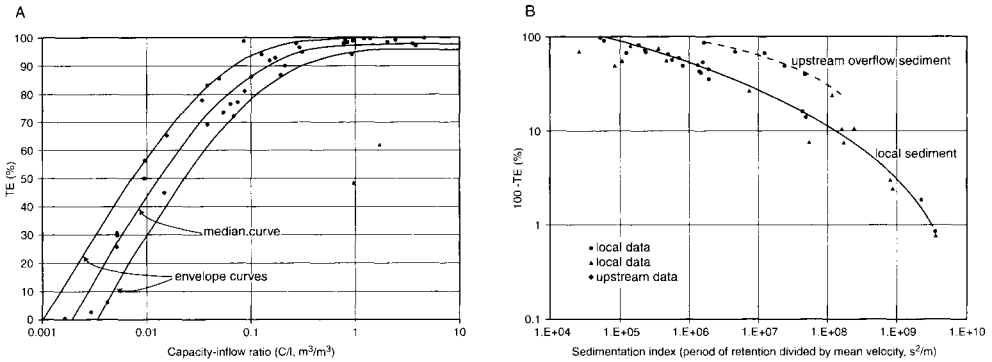 A
100
90
80
70
60
50
40
30
20
10
0
TE (%)
median curve
envelope curves
0.001
0.01
0.1
1
10
Capacity-inflow ratio (C/I, m³/m³)
B
100
10
1
0.1
100 -TE (%)
upstream overflow sediment
local sediment
local data
local data
upstream data
1.E+04
1.E+05
1.E+06
1.E+07
1.E+08
1.E+09
1.E+10
Sedimentation index (period of retention divided by mean velocity, s²/m)